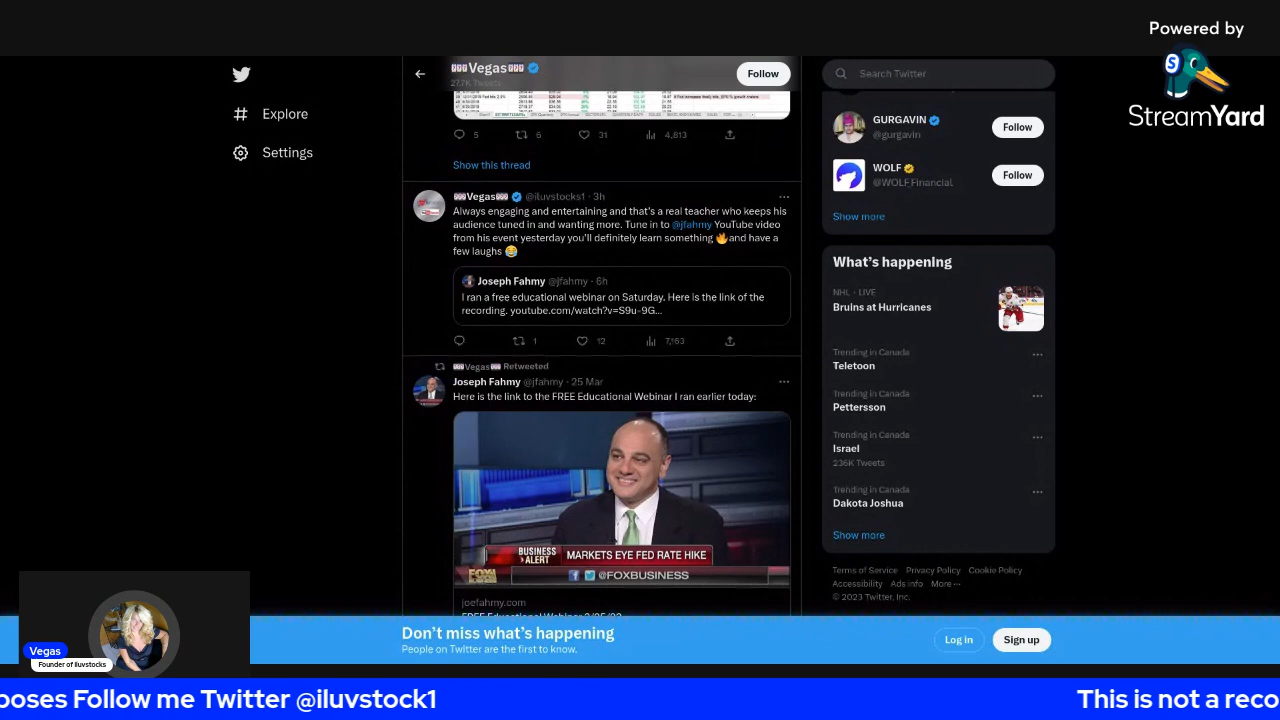 Powered by
StreamYard
Explore
Settings
Vegas
27.7K Tweets
Follow
5
6
31
4,813
Show this thread
Vegas @iluvstocks1 · 3h
Always engaging and entertaining and that's a real teacher who keeps his
audience tuned in and wanting more. Tune in to @jfahmy YouTube video
from his event yesterday you'll definitely learn something 🔥and have a
few laughs 😂
Joseph Fahmy @jfahmy · 6h
I ran a free educational webinar on Saturday. Here is the link of the
recording. youtube.com/watch?v=S9u-9G...
1
12
7,163
Vegas Retweeted
Joseph Fahmy @jfahmy · 25 Mar
Here is the link to the FREE Educational Webinar I ran earlier today:
BUSINESS
ALERT
MARKETS EYE FED RATE HIKE
@FOXBUSINESS
joefahmy.com
Search Twitter
GURGAVIN
@gurgavin
Follow
WOLF
@WOLF_Financial
Follow
Show more
What's happening
NHL · LIVE
Bruins at Hurricanes
Trending in Canada
Teletoon
Trending in Canada
Pettersson
Trending in Canada
Israel
236K Tweets
Trending in Canada
Dakota Joshua
Show more
Terms of Service Privacy Policy Cookie Policy
Accessibility Ads info More ...
© 2023 Twitter, Inc.
Don't miss what's happening
People on Twitter are the first to know.
Log in
Sign up
Vegas
Founder of Iluvstocks
poses Follow me Twitter @iluvstock1
This is not a reco